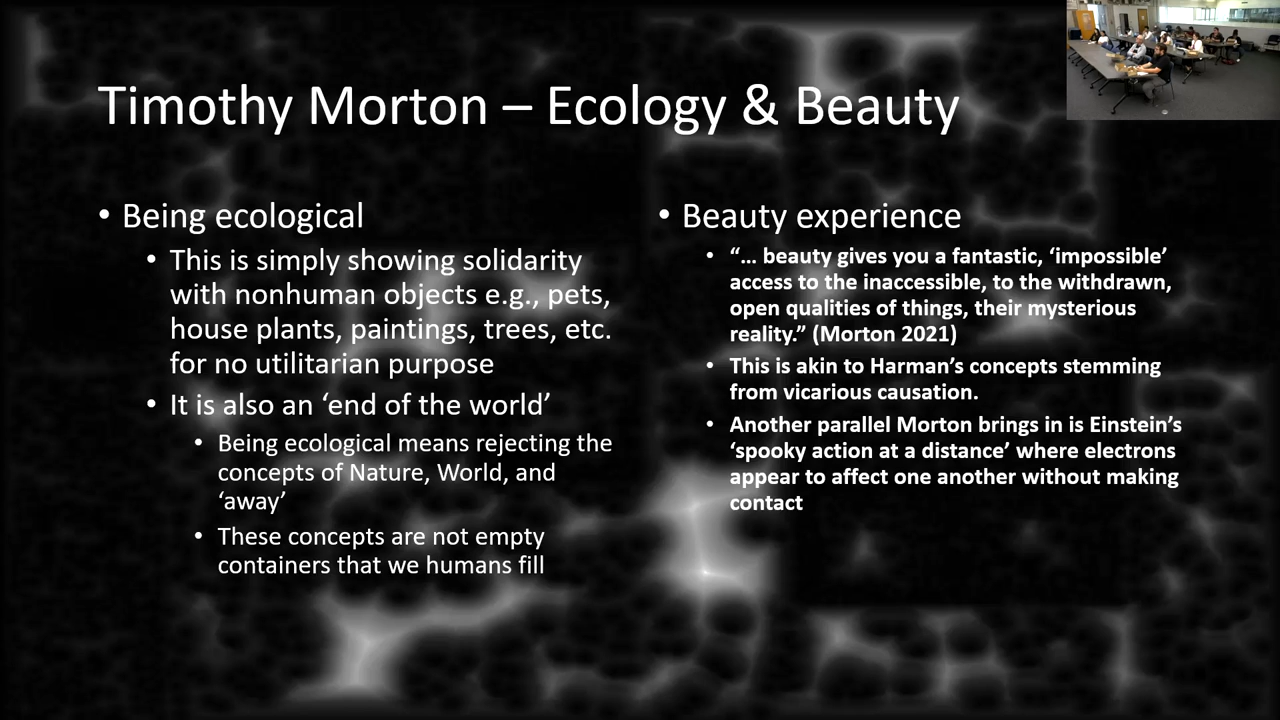 Timothy Morton – Ecology & Beauty
• Being ecological
• This is simply showing solidarity
with nonhuman objects e.g., pets,
house plants, paintings, trees, etc.
for no utilitarian purpose
• It is also an ‘end of the world’
• Being ecological means rejecting the
concepts of Nature, World, and
‘away’
• These concepts are not empty
containers that we humans fill
• Beauty experience
• “… beauty gives you a fantastic, ‘impossible’
access to the inaccessible, to the withdrawn,
open qualities of things, their mysterious
reality.” (Morton 2021)
• This is akin to Harman’s concepts stemming
from vicarious causation.
• Another parallel Morton brings in is Einstein’s
‘spooky action at a distance’ where electrons
appear to affect one another without making
contact